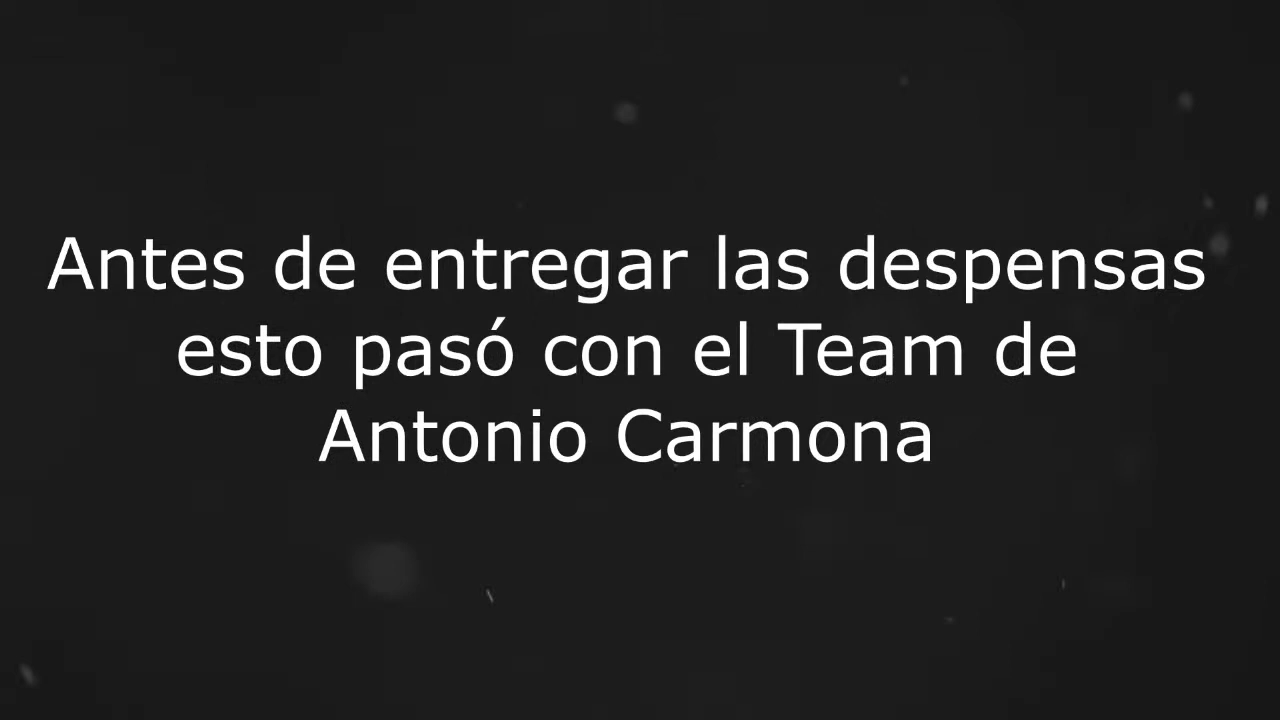 Antes de entregar las despensas
esto pasó con el Team de
Antonio Carmona